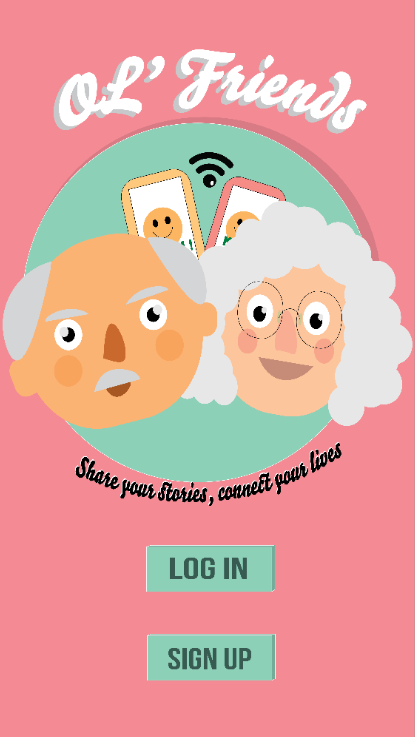 OL' Friends
Share your stories, connect your lives
LOG IN
SIGN UP